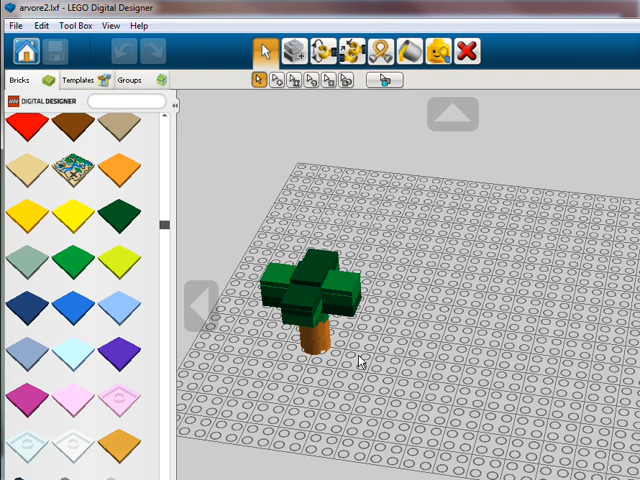 arvore2.lxf - LEGO Digital Designer
File Edit Tool Box View Help
Bricks Templates Groups
LEGO DIGITAL DESIGNER